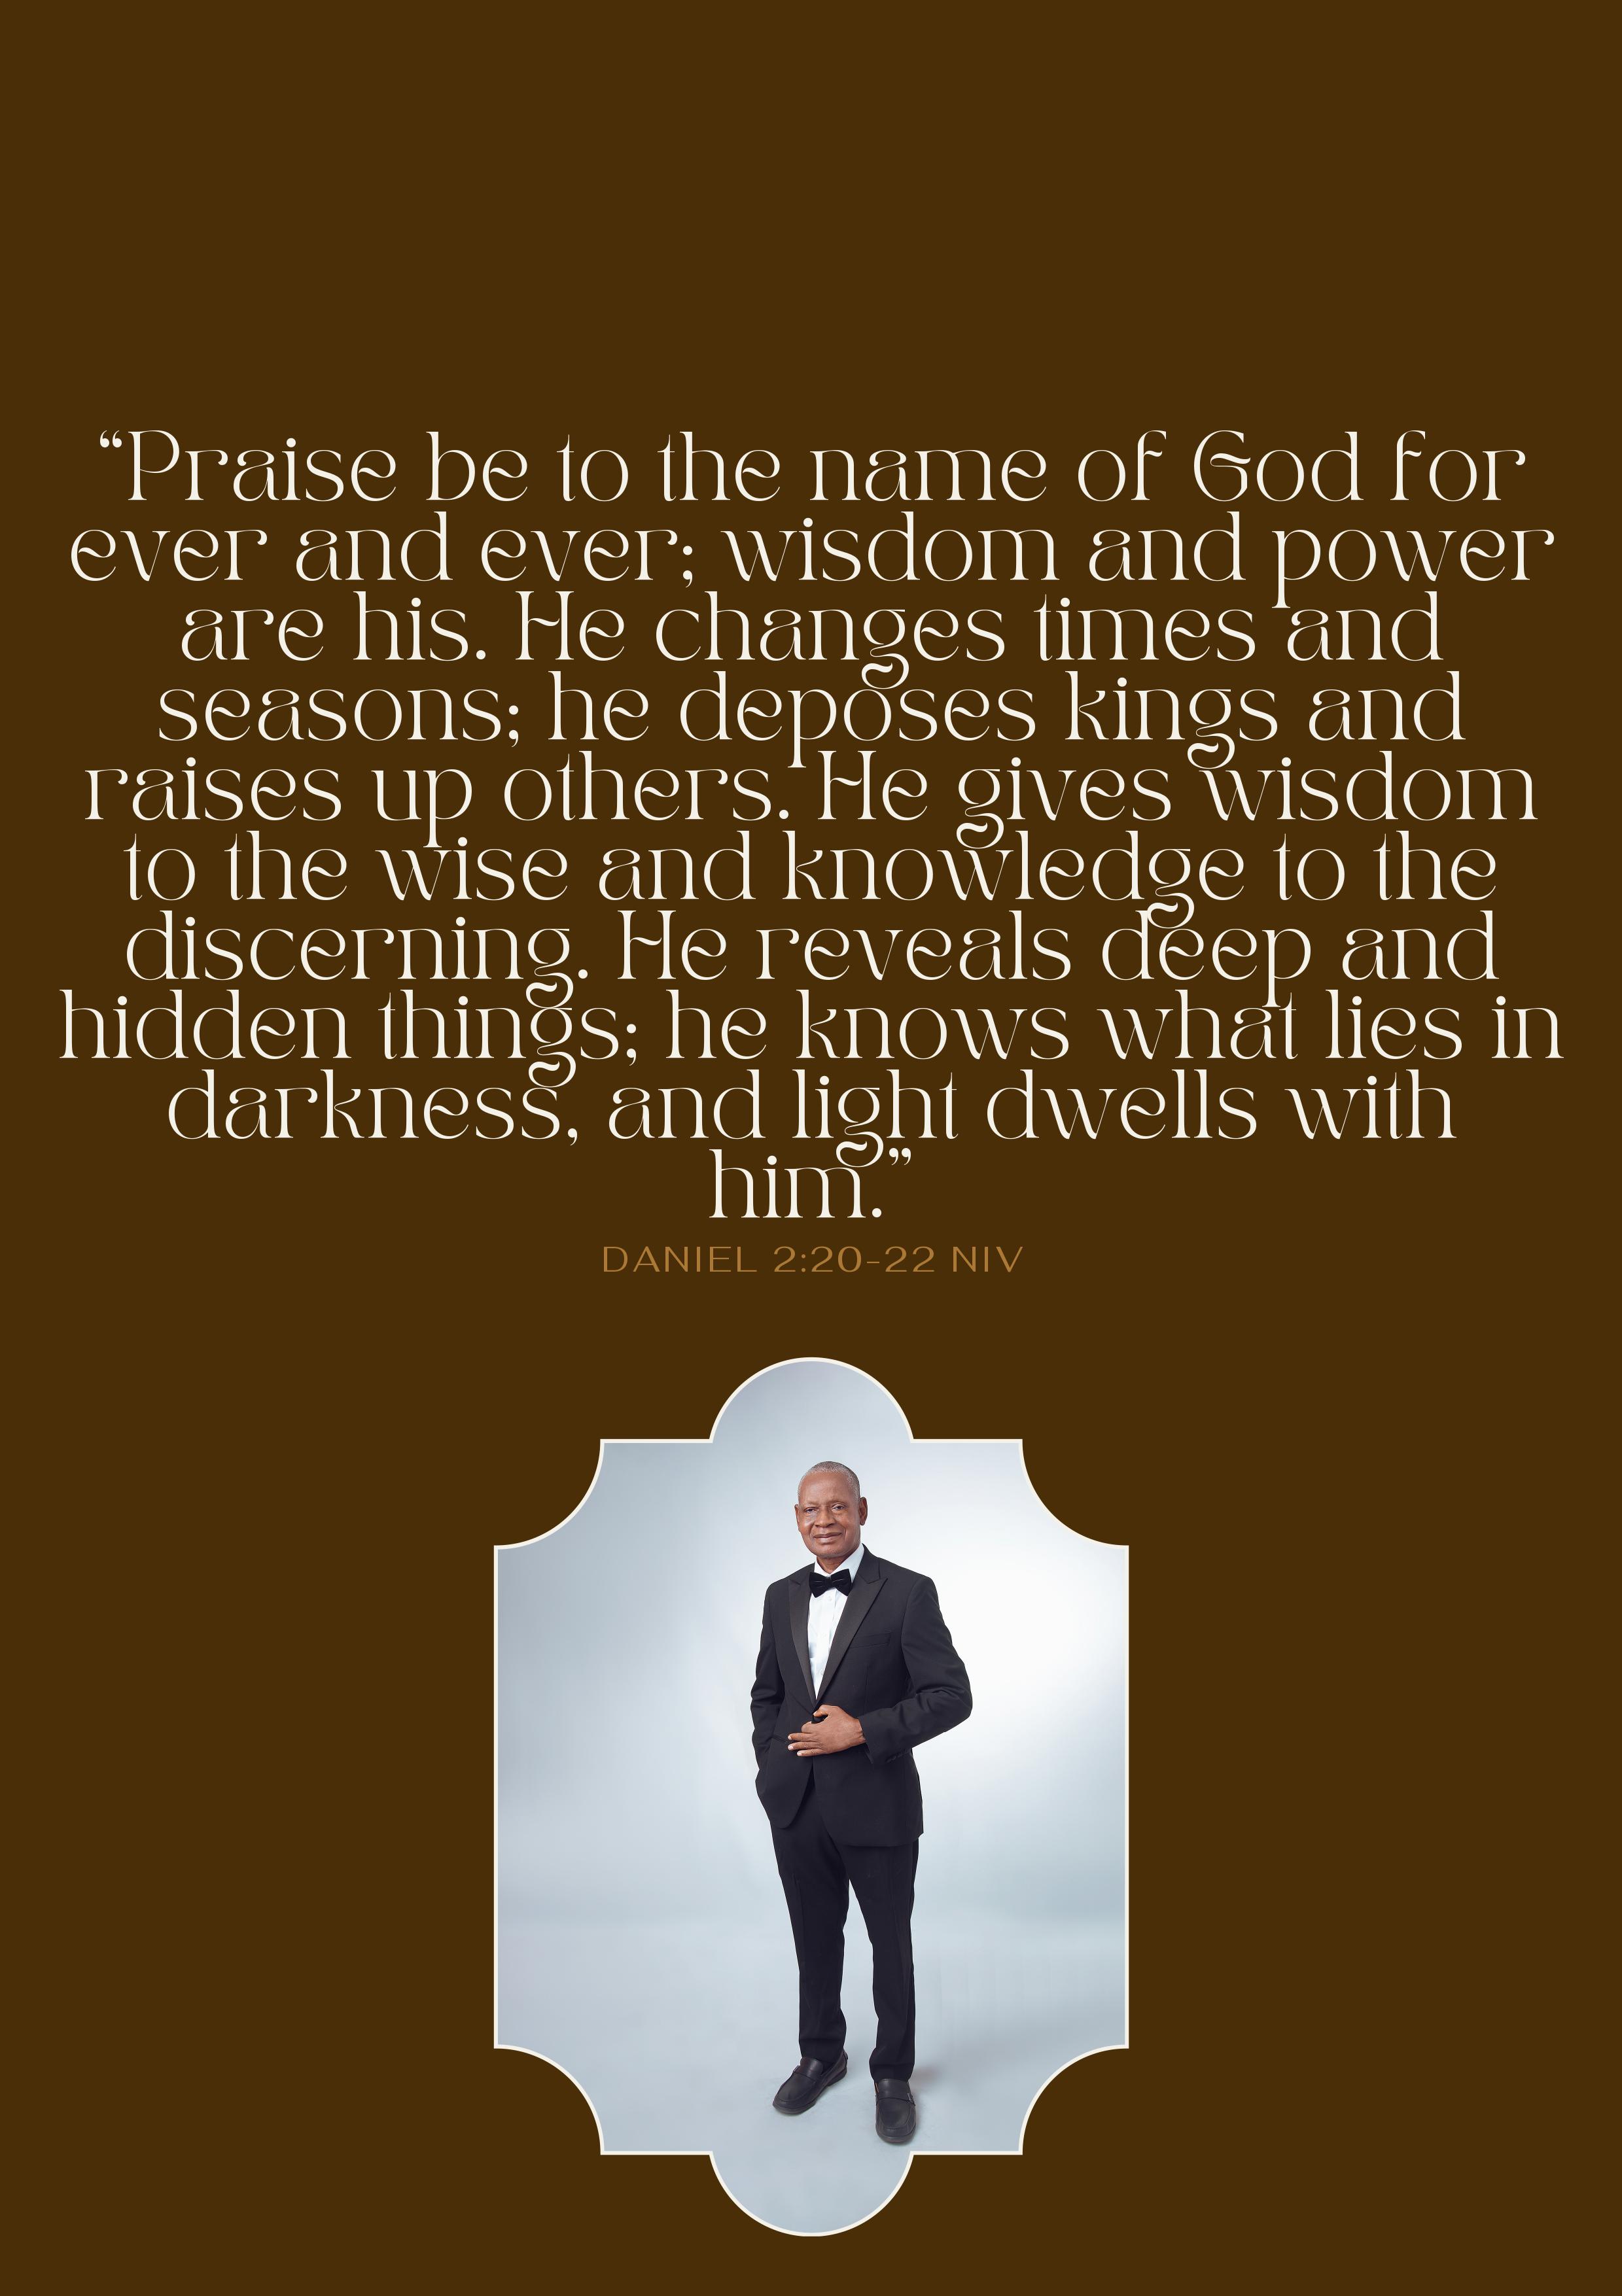 “Praise be to the name of God for
ever and ever; wisdom and power
are his. He changes times and
seasons; he deposes kings and
raises up others. He gives wisdom
to the wise and knowledge to the
discerning. He reveals deep and
hidden things; he knows what lies in
darkness, and light dwells with
him.”
DANIEL 2:20-22 NIV